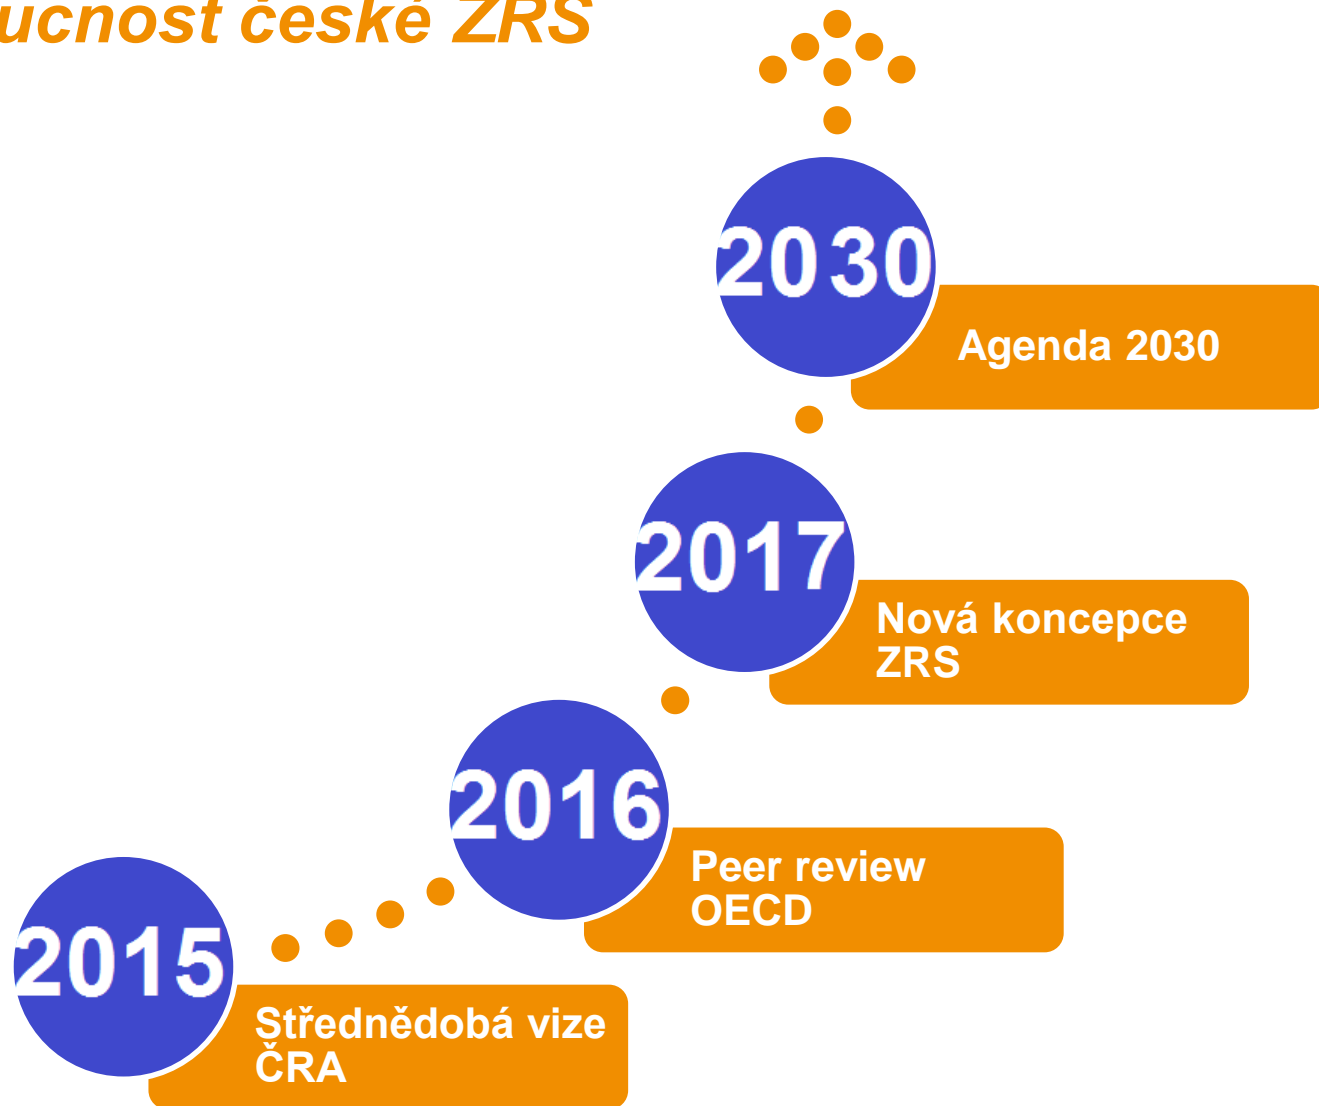 ucnost české ZRS
2030
Agenda 2030
2017
Nová koncepce
ZRS
2016
Peer review
OECD
2015
Střednědobá vize
ČRA